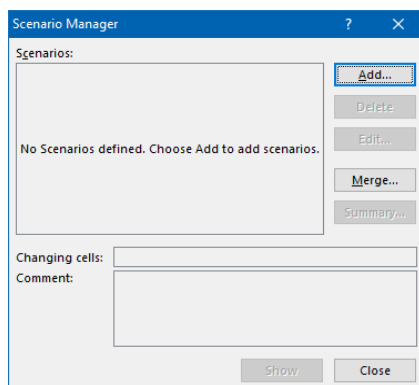 Scenario Manager ?
Scenarios:
Add...
Delete
Edit...
No Scenarios defined. Choose Add to add scenarios.
Merge...
Summary...
Changing cells:
Comment:
Show
Close